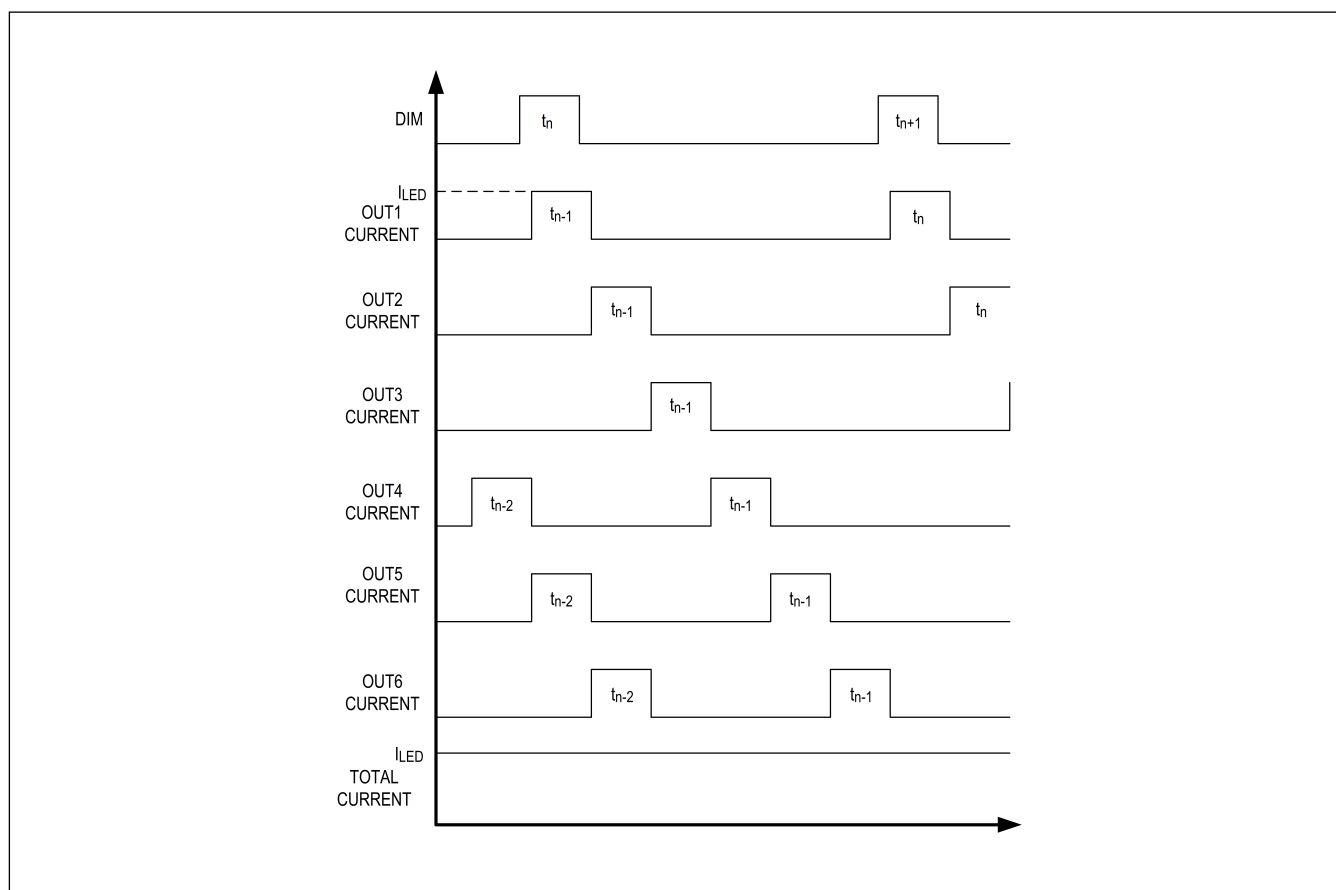 DIM
tn
tn+1
ILED
OUT1
CURRENT
tn-1
tn
OUT2
CURRENT
tn-1
tn
OUT3
CURRENT
tn-1
OUT4
CURRENT
tn-2
tn-1
OUT5
CURRENT
tn-2
tn-1
OUT6
CURRENT
tn-2
tn-1
ILED
TOTAL
CURRENT